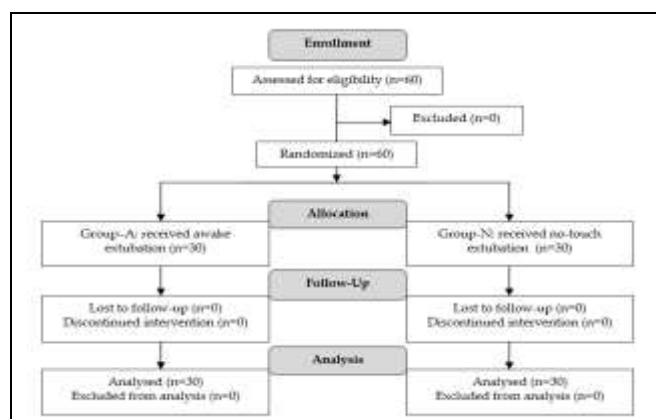 Enrollment
Assessed for eligibility (n=60)
Excluded (n=0)
Randomized (n=60)
Allocation
Group-A: received awake
extubation (n=30)
Group-N: received no-touch
extubation (n=30)
Follow-Up
Lost to follow-up (n=0)
Discontinued intervention (n=0)
Lost to follow-up (n=0)
Discontinued intervention (n=0)
Analysis
Analysed (n=30)
Excluded from analysis (n=0)
Analysed (n=30)
Excluded from analysis (n=0)